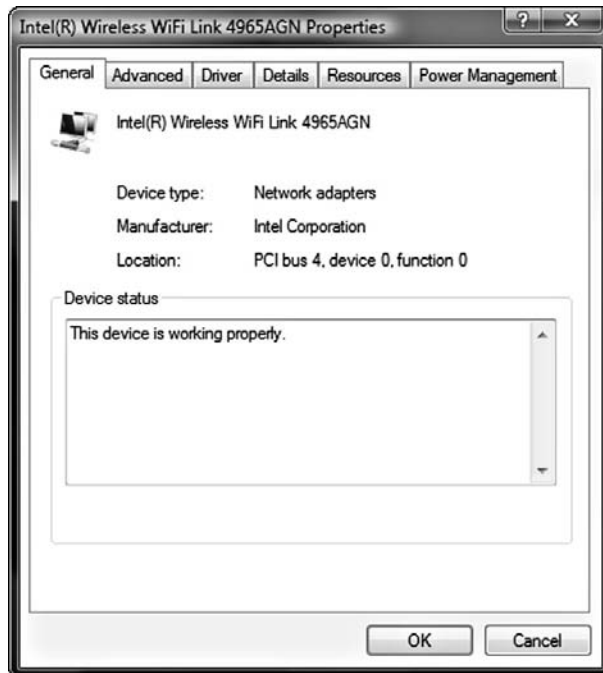 Intel(R) Wireless WiFi Link 4965AGN Properties
General Advanced Driver Details Resources Power Management
Intel(R) Wireless WiFi Link 4965AGN
Device type: Network adapters
Manufacturer: Intel Corporation
Location: PCI bus 4, device 0, function 0
Device status
This device is working properly.
OK Cancel